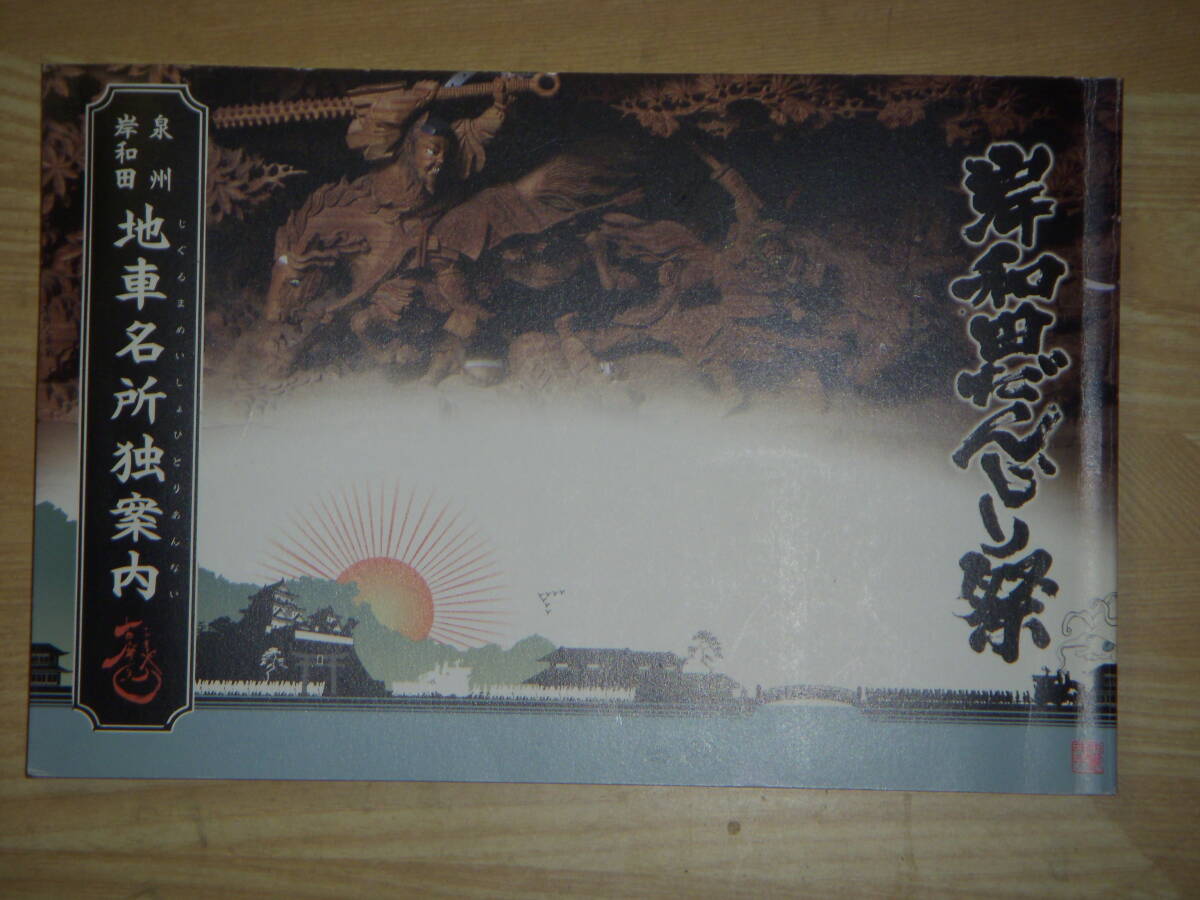 岸和田だんじり祭
泉州
岸和田
地車名所独案内
じぐるまめいしょひとりあんない